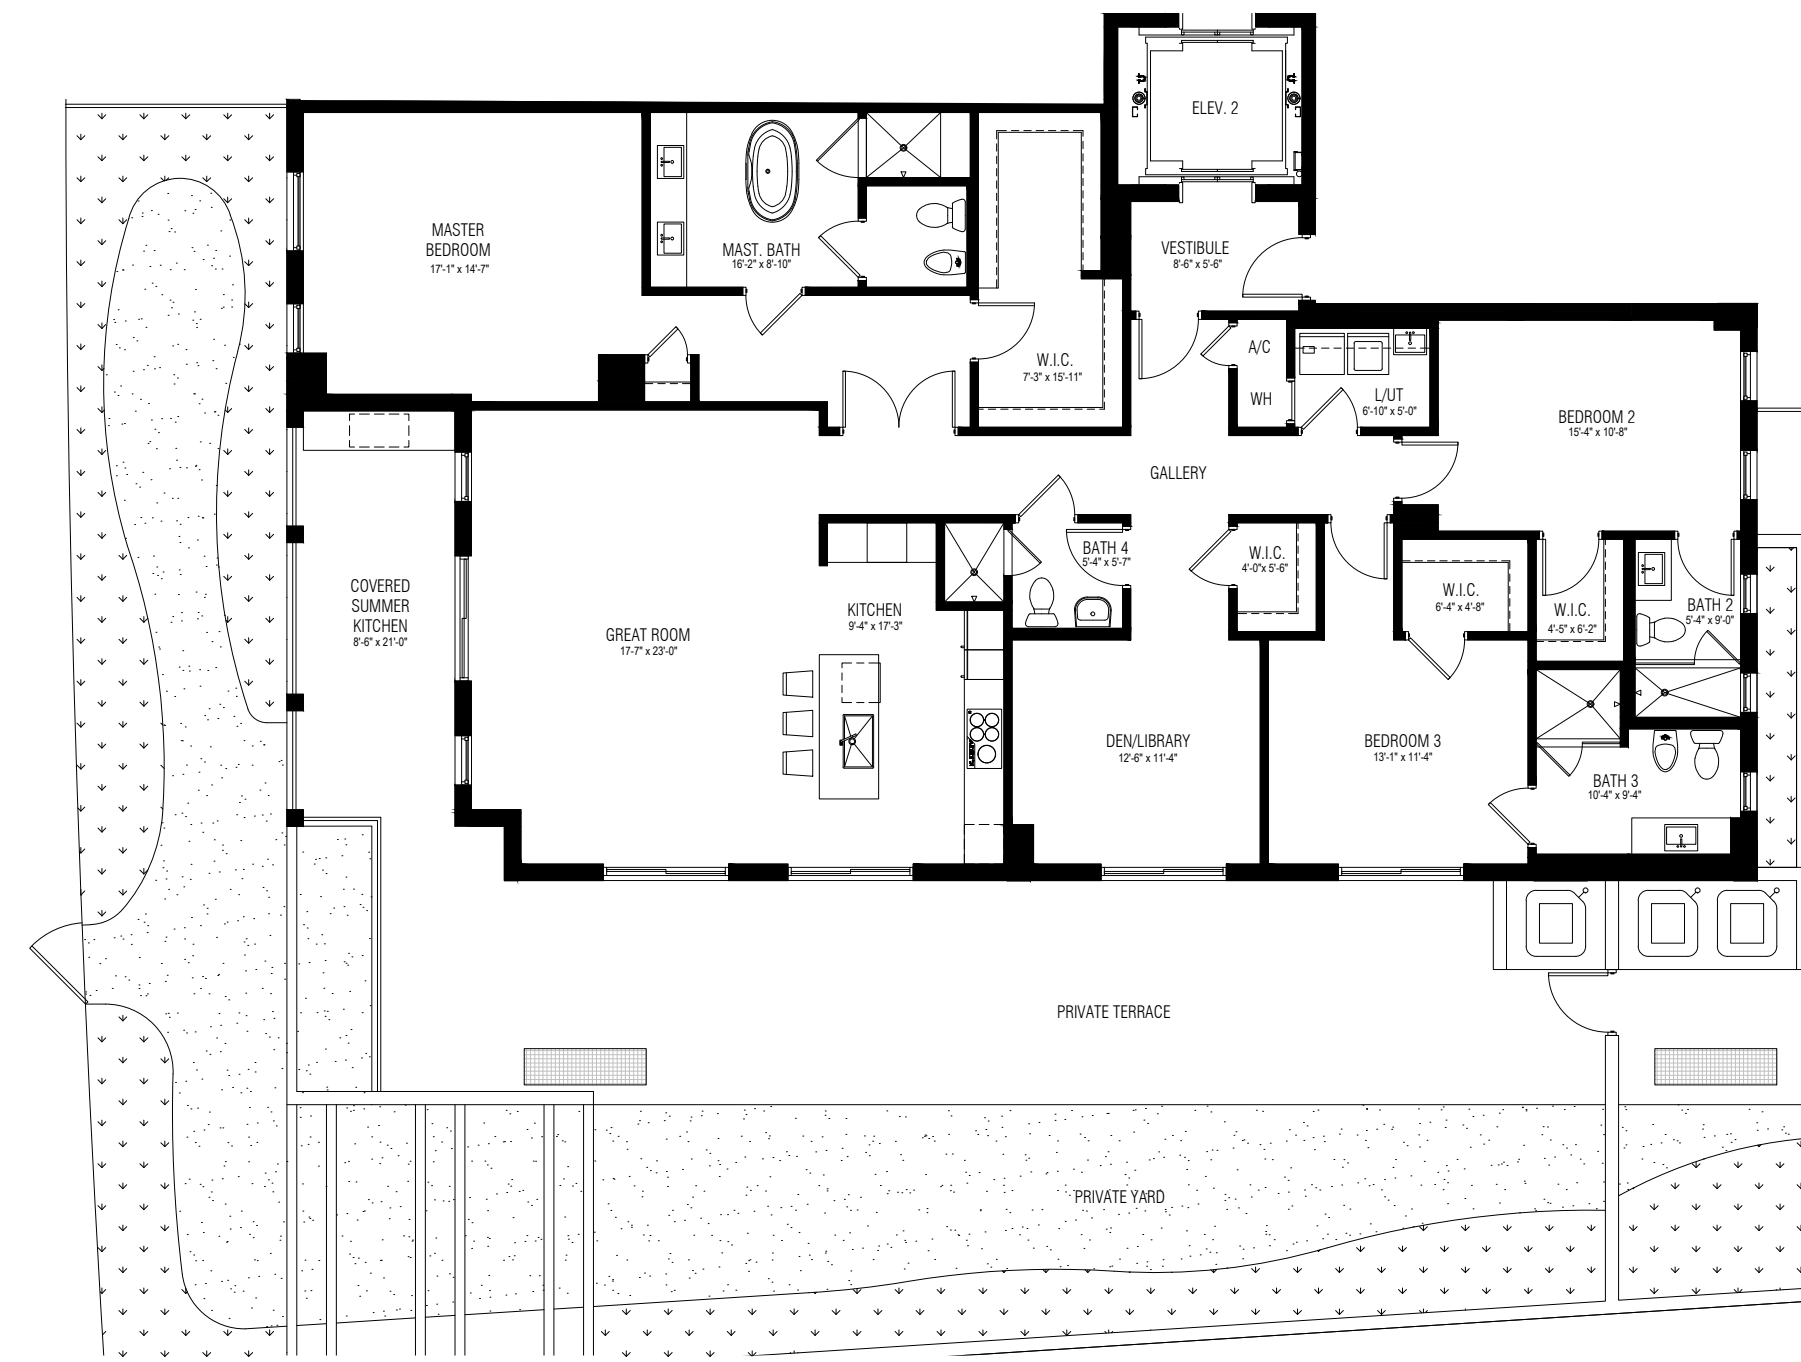 ELEV. 2
MASTER
BEDROOM
17'-1" x 14'-7"
MAST. BATH
16'-2" x 8'-10"
VESTIBULE
8'-6" x 5'-6"
W.I.C.
7'-3" x 15'-11"
A/C
WH
L/UT
6'-10" x 5'-0"
BEDROOM 2
15'-4" x 10'-8"
GALLERY
BATH 4
5'-4" x 5'-7"
W.I.C.
4'-0"x 5'-6"
COVERED
SUMMER
KITCHEN
8'-6" x 21'-0"
GREAT ROOM
17-7" x 23'-0"
KITCHEN
9'-4" x 17'-3"
W.I.C.
6'-4" x 4'-8"
W.I.C.
4'-5" x 6'-2"
BATH 2
5'-4" x 9'-0"
DEN/LIBRARY
12'-6" x 11'-4"
BEDROOM 3
13'-1" x 11'-4"
BATH 3
10'-4" x 9'-4"
PRIVATE TERRACE
PRIVATE YARD